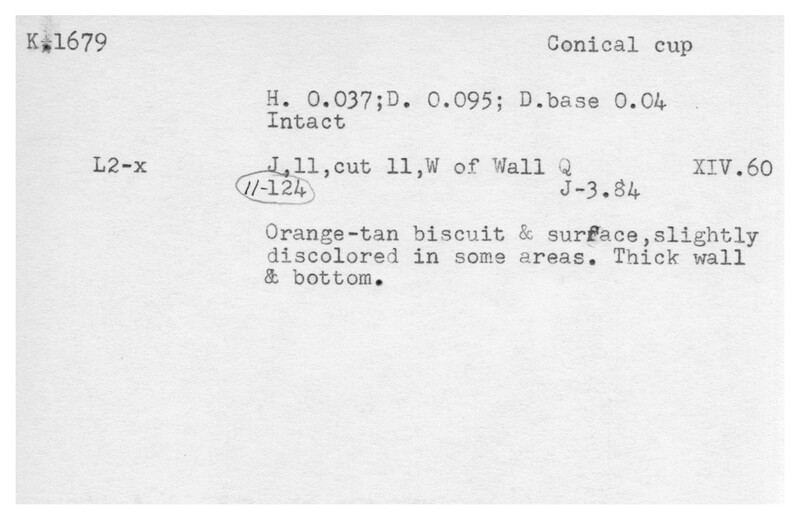 K.1679 Conical cup
H. 0.037;D. 0.095; D.base 0.04
Intact
L2-x J,11,cut 11,W of Wall Q XIV.60
11-124 J-3.84
Orange-tan biscuit & surface,slightly
discolored in some areas. Thick wall
& bottom.